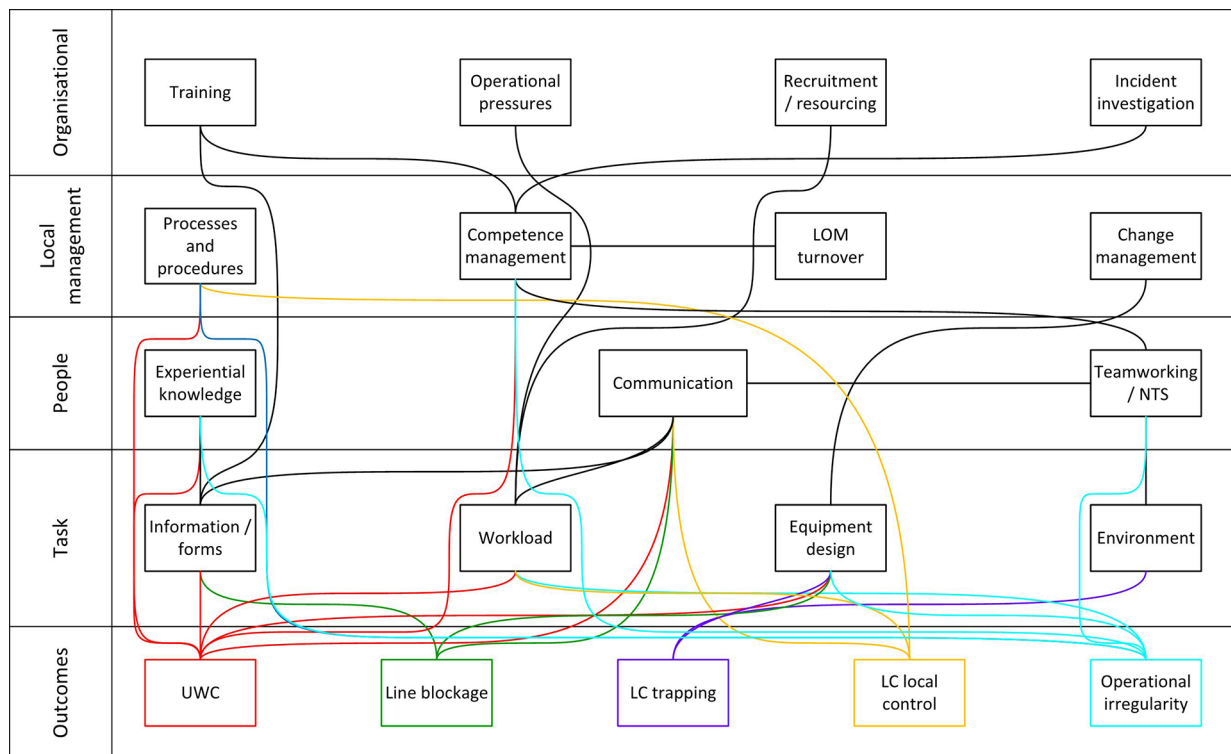 Organisational
Training
Operational
pressures
Recruitment
/ resourcing
Incident
investigation
Local
management
Processes
and
procedures
Competence
management
LOM
turnover
Change
management
People
Experiential
knowledge
Communication
Teamworking
/ NTS
Task
Information /
forms
Workload
Equipment
design
Environment
Outcomes
UWC
Line blockage
LC trapping
LC local
control
Operational
irregularity